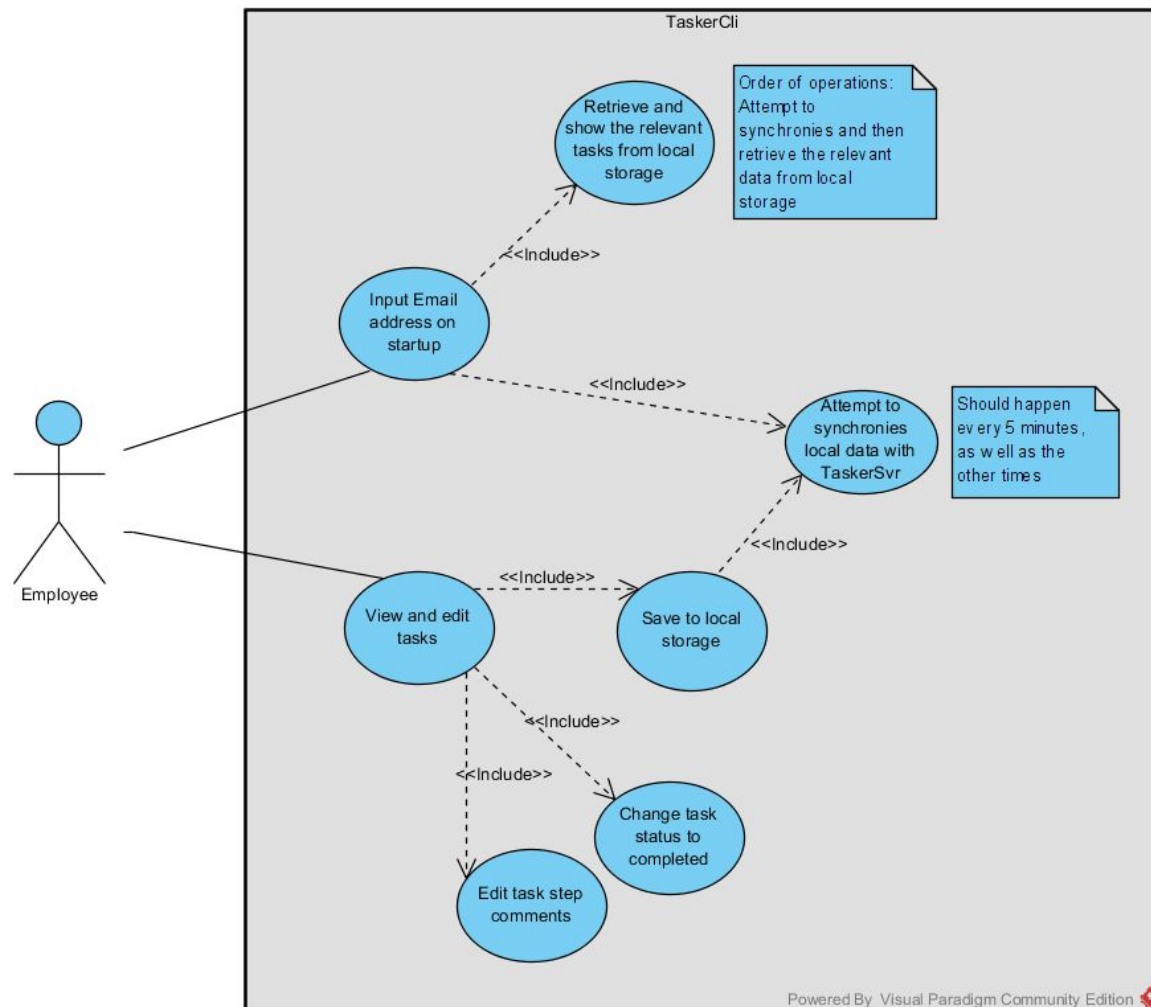 TaskerCli
Retrieve and
show the relevant
tasks from local
storage
Order of operations:
Attempt to
synchronies and then
retrieve the relevant
data from local
storage
<<Include>>
Input Email
address on
startup
<<Include>>
Attempt to
synchronies
local data with
TaskerSvr
Should happen
every 5 minutes,
as well as the
other times
Employee
<<Include>>
<<Include>>
View and edit
tasks
Save to local
storage
<<Include>>
<<Include>>
Change task
status to
completed
Edit task step
comments
Powered By Visual Paradigm Community Edition